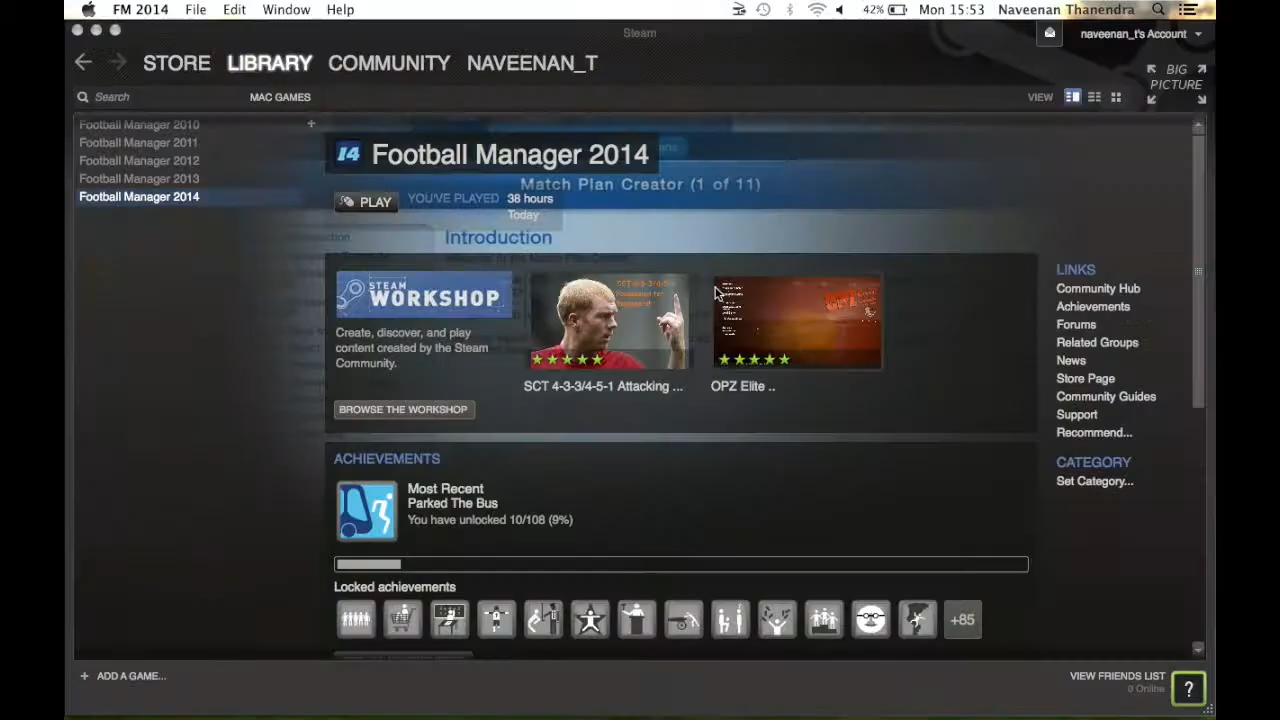 FM 2014 File Edit Window Help 42% Mon 15:53 Naveenan Thanendra
Steam
naveenan_t's Account
STORE LIBRARY COMMUNITY NAVEENAN_T
BIG PICTURE
Search MAC GAMES VIEW
Football Manager 2010 +
Football Manager 2011
Football Manager 2012
Football Manager 2013
Football Manager 2014
14 Football Manager 2014
Match Plan Creator (1 of 11)
PLAY YOU'VE PLAYED 38 hours
Today
Introduction
STEAM WORKSHOP
Create, discover, and play
content created by the Steam
Community.
SCT 4-3-3/4-5-1 Attacking ...
OPZ Elite ..
BROWSE THE WORKSHOP
LINKS
Community Hub
Achievements
Forums
Related Groups
News
Store Page
Community Guides
Support
Recommend...
CATEGORY
Set Category...
ACHIEVEMENTS
Most Recent
Parked The Bus
You have unlocked 10/108 (9%)
Locked achievements
+85
+ ADD A GAME...
VIEW FRIENDS LIST
0 Online
?